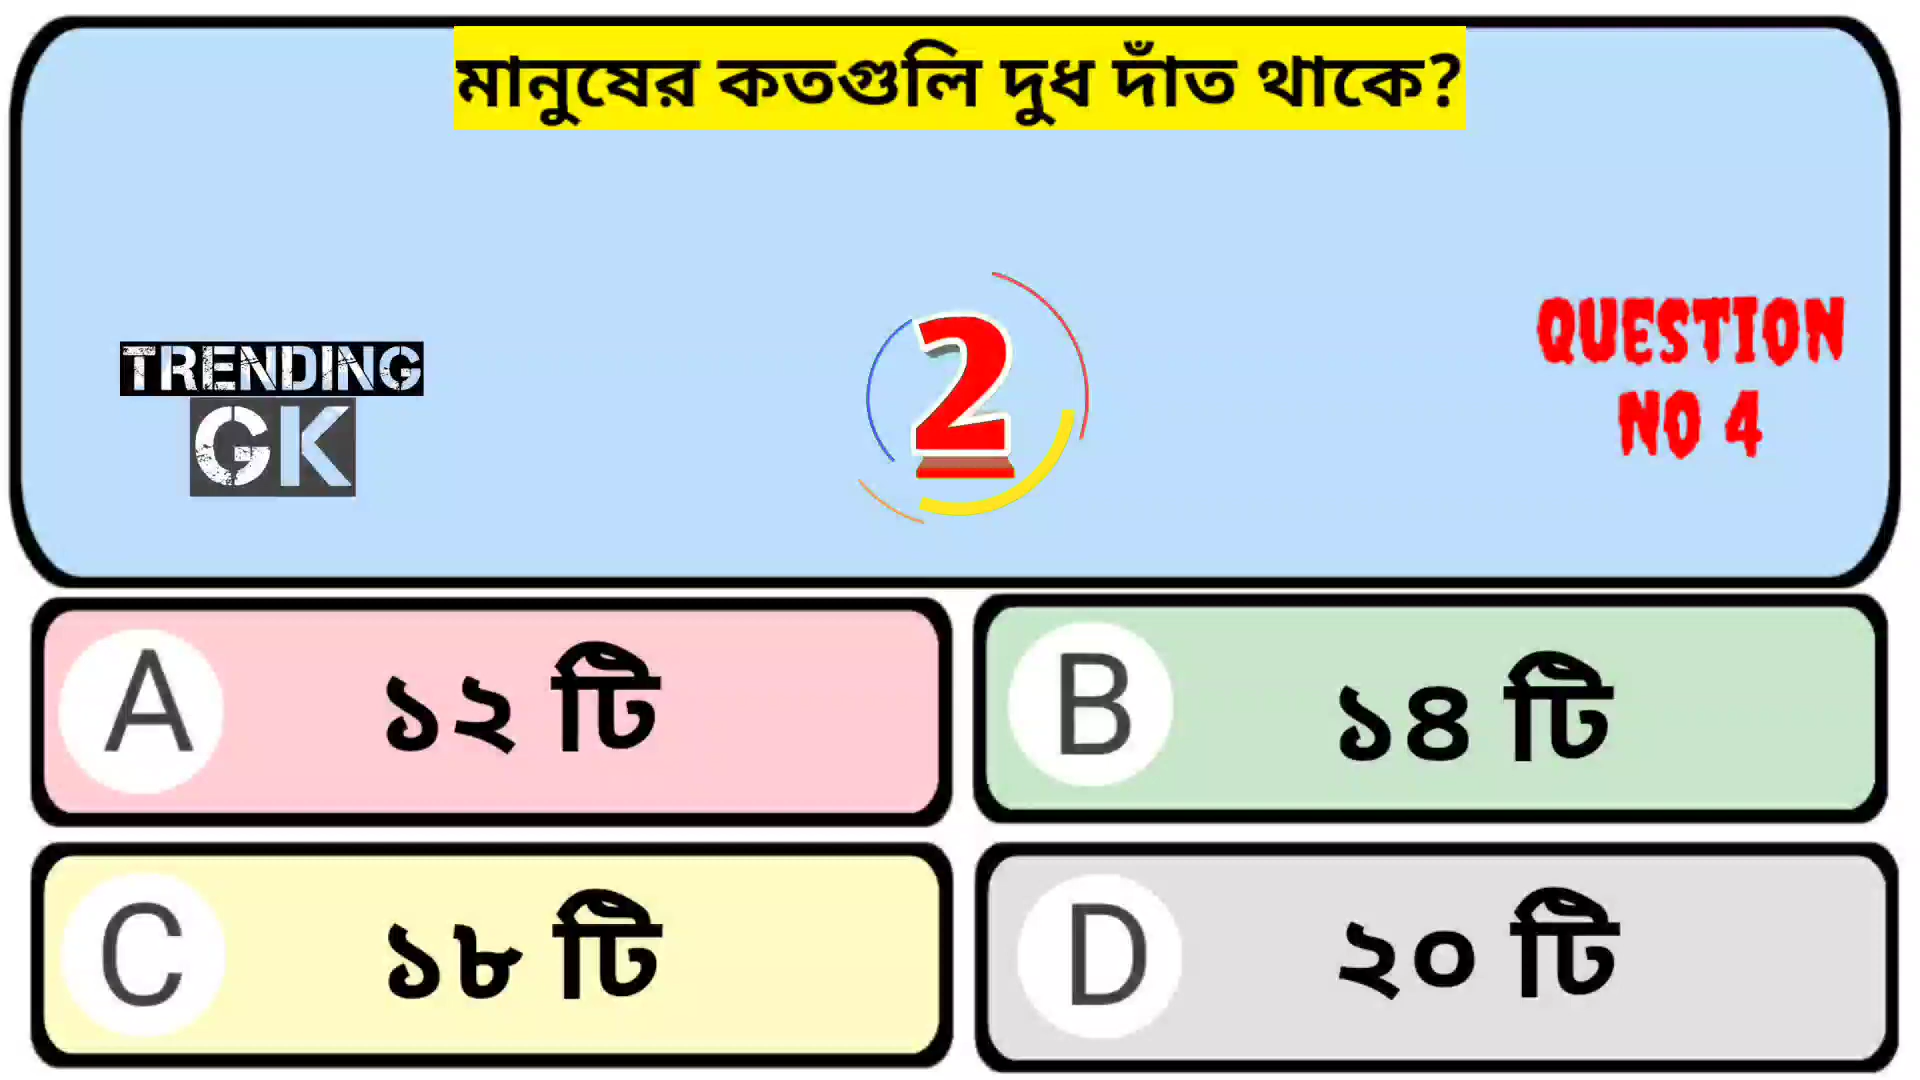 মানুষের কতগুলি দুধ দাঁত থাকে?
TRENDING
GK
2
QUESTION
NO 4
A ১২ টি
B ১৪ টি
C ১৮ টি
D ২০ টি